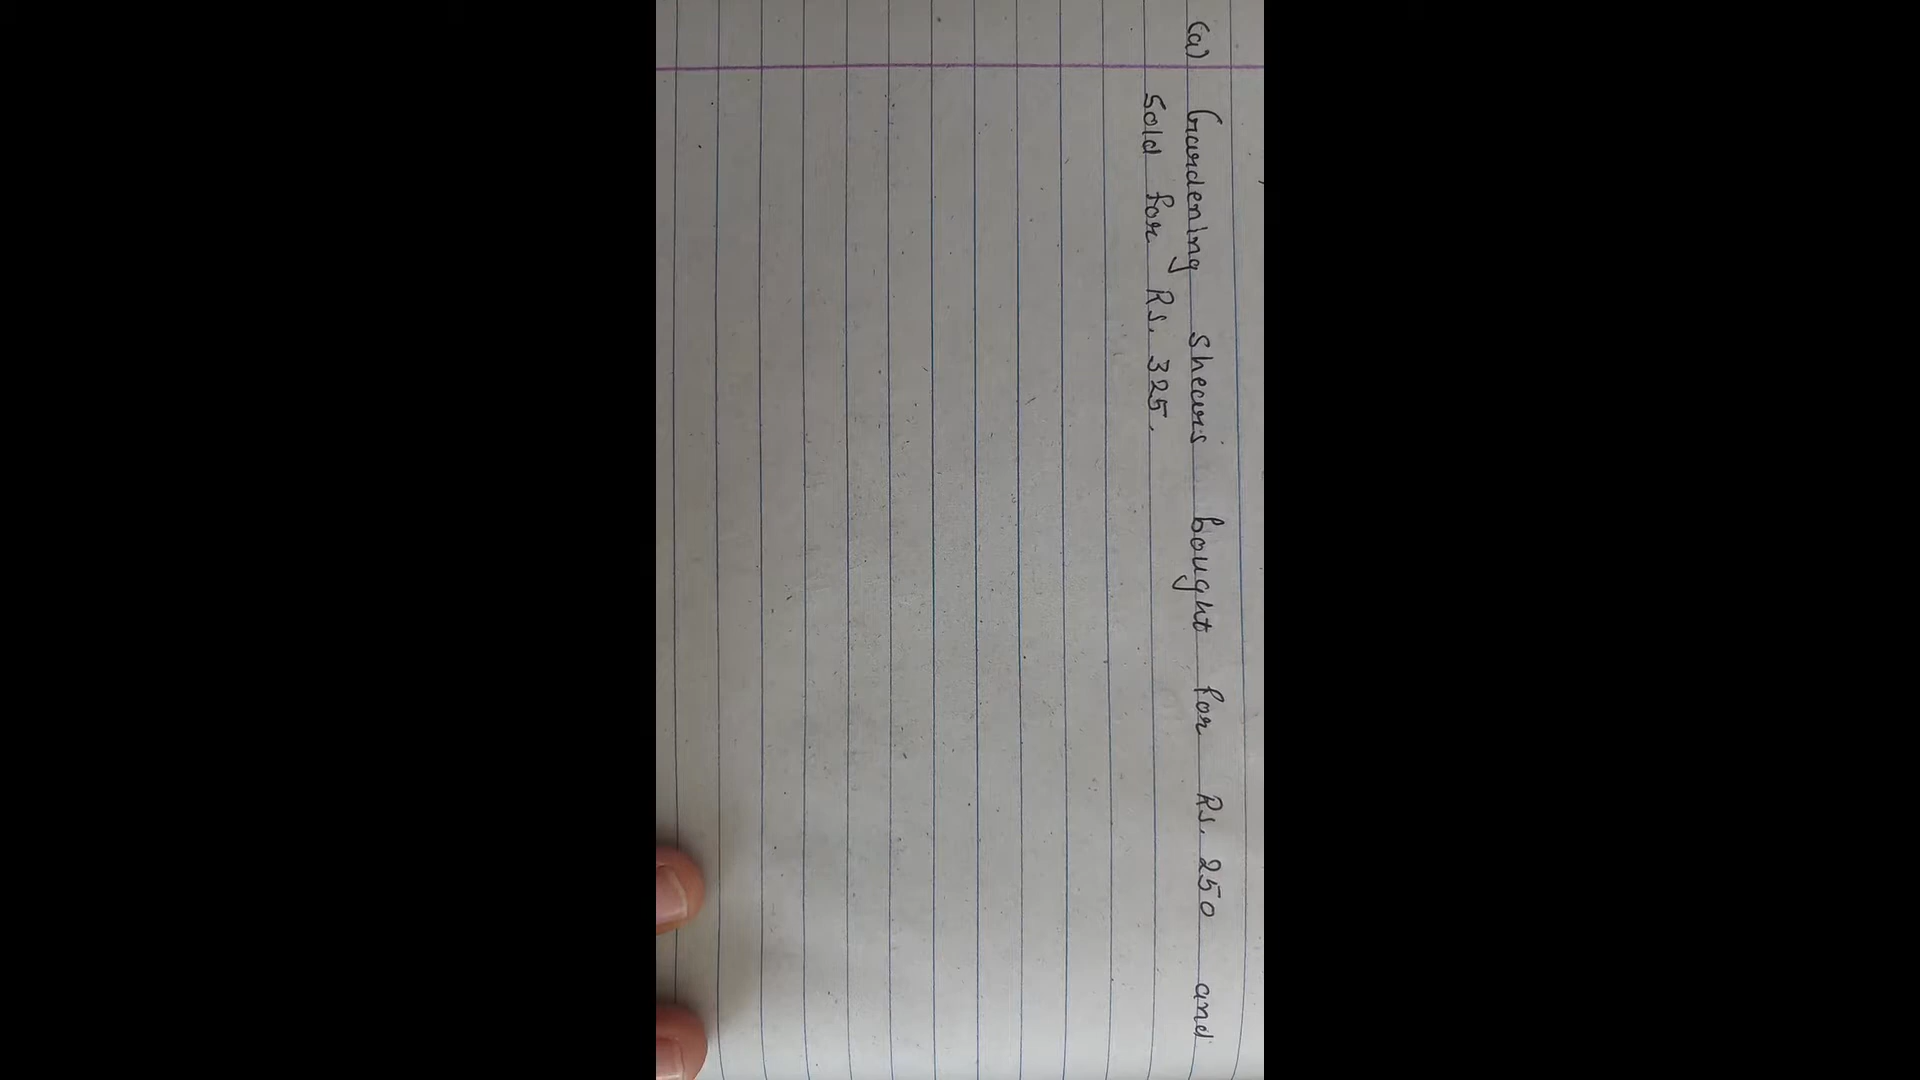 (a) Gardening shears bought for Rs. 250 and
Sold for Rs. 325.